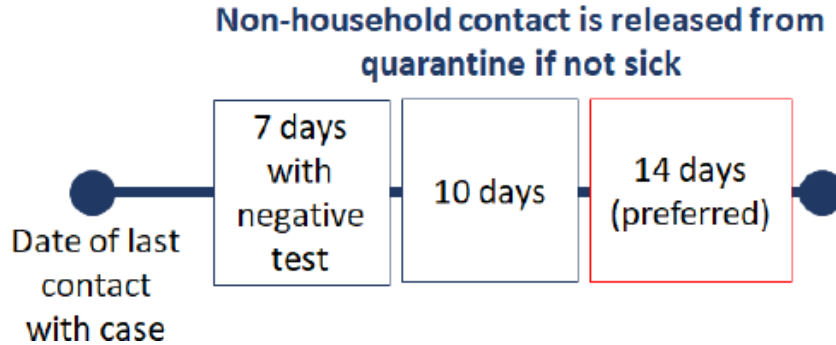 Non-household contact is released from
quarantine if not sick
7 days
with
negative
test
10 days
14 days
(preferred)
Date of last
contact
with case